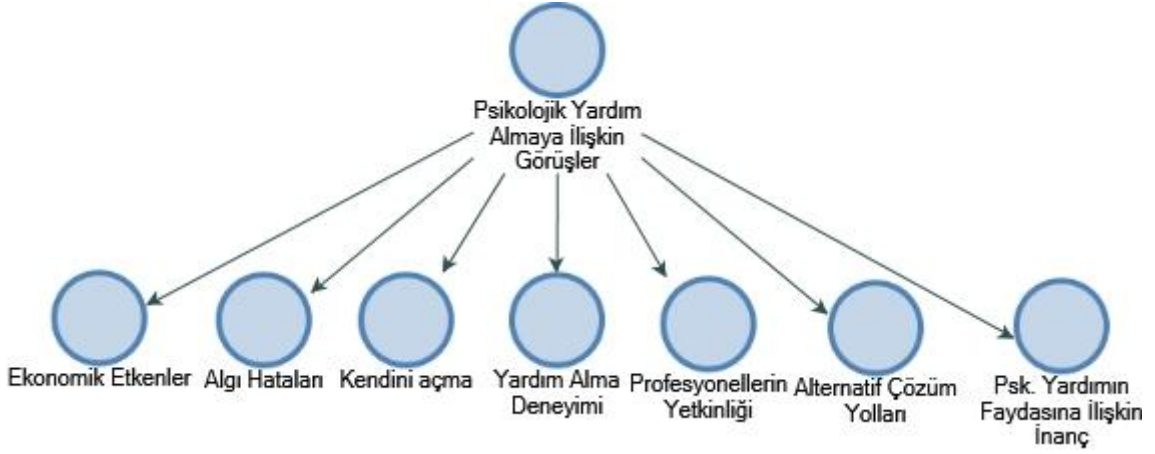 Psikolojik Yardım
Almaya İlişkin
Görüşler
Ekonomik Etkenler
Algı Hataları
Kendini açma
Yardım Alma
Deneyimi
Profesyonellerin
Yetkinliği
Alternatif Çözüm
Yolları
Psk. Yardımın
Faydasına İlişkin
İnanç